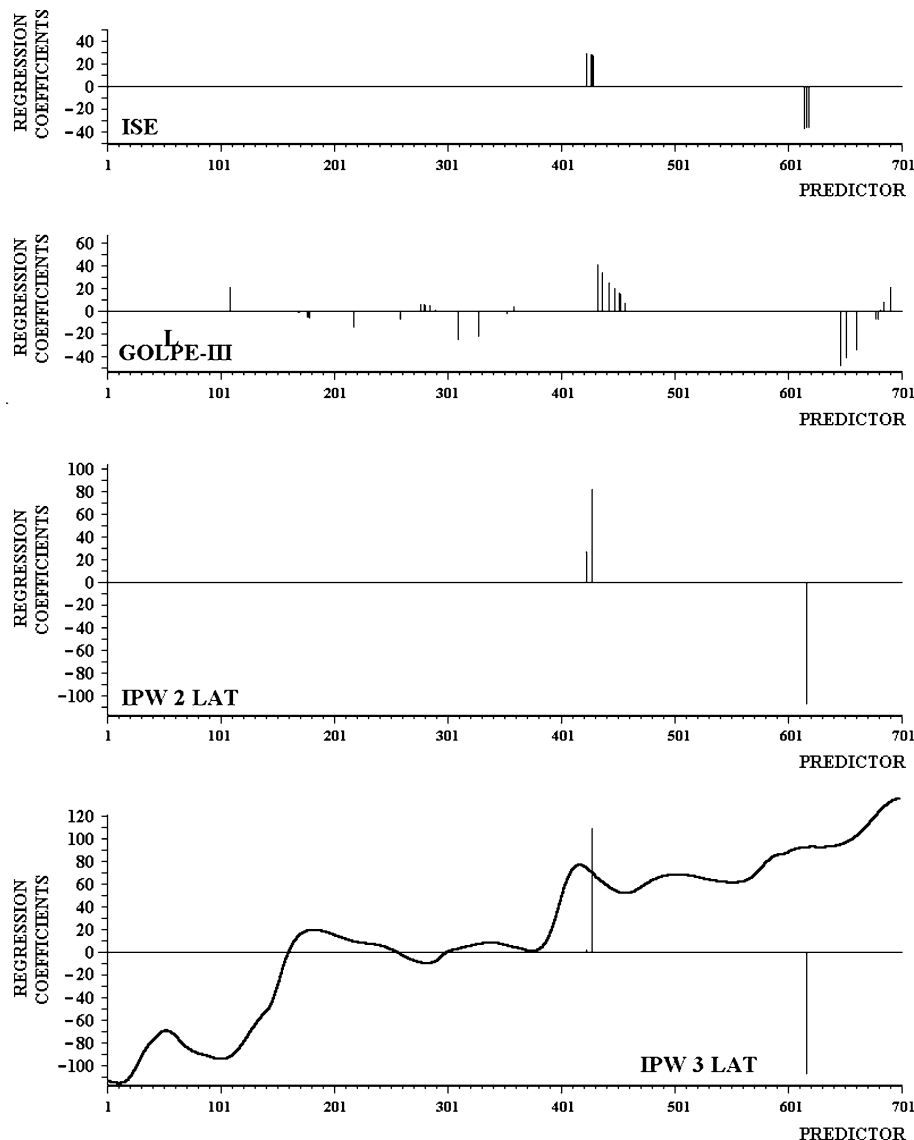 REGRESSION
COEFFICIENTS
40
20
0
-20
-40
ISE
1 101 201 301 401 501 601 701
PREDICTOR
REGRESSION
COEFFICIENTS
60
40
20
0
-20
-40
L
GOLPE-III
1 101 201 301 401 501 601 701
PREDICTOR
REGRESSION
COEFFICIENTS
100
80
60
40
20
0
-20
-40
-60
-80
-100
IPW 2 LAT
1 101 201 301 401 501 601 701
PREDICTOR
REGRESSION
COEFFICIENTS
120
100
80
60
40
20
0
-20
-40
-60
-80
-100
IPW 3 LAT
1 101 201 301 401 501 601 701
PREDICTOR